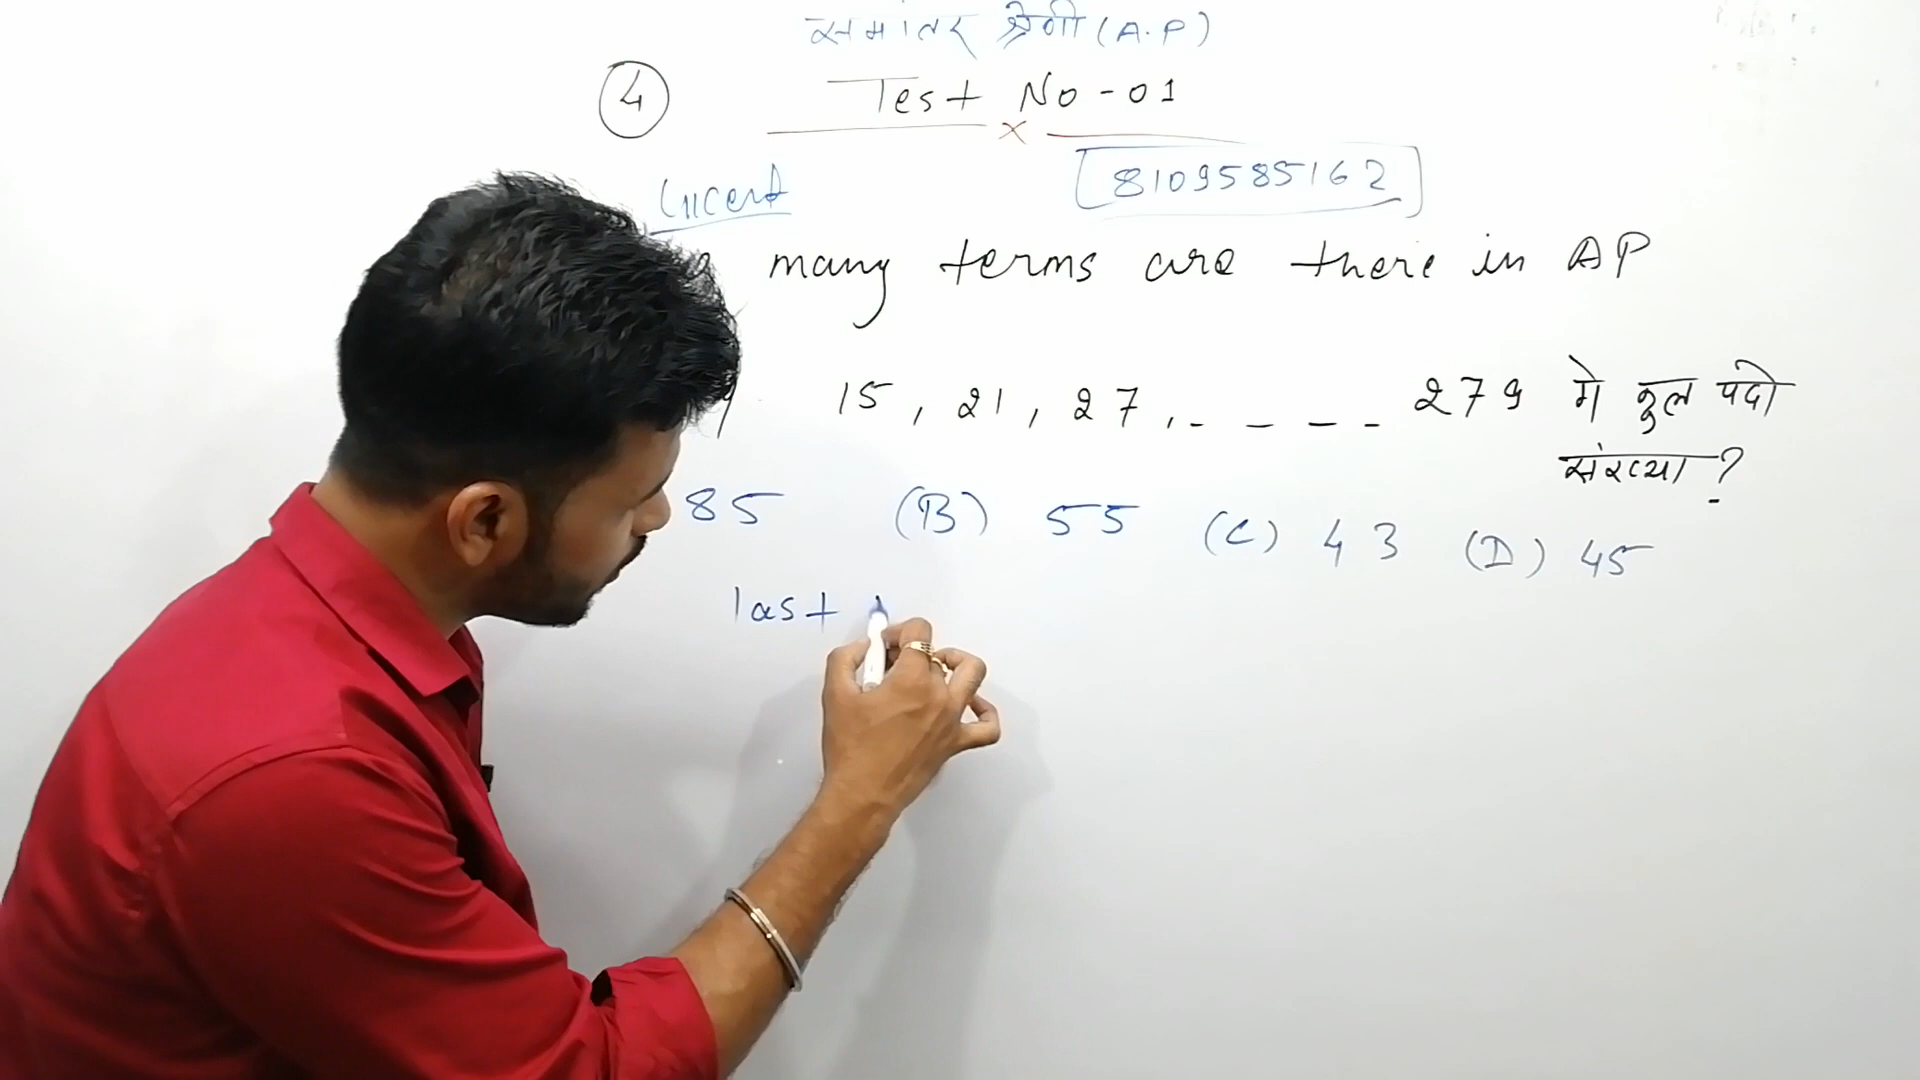 समांतर श्रेणी (A.P)
4 Test No-01
8109585162
many terms are there in AP
15, 21, 27, - - - - 279 मे कुल पदो
संख्या ?
85 (B) 55 (C) 43 (D) 45
last